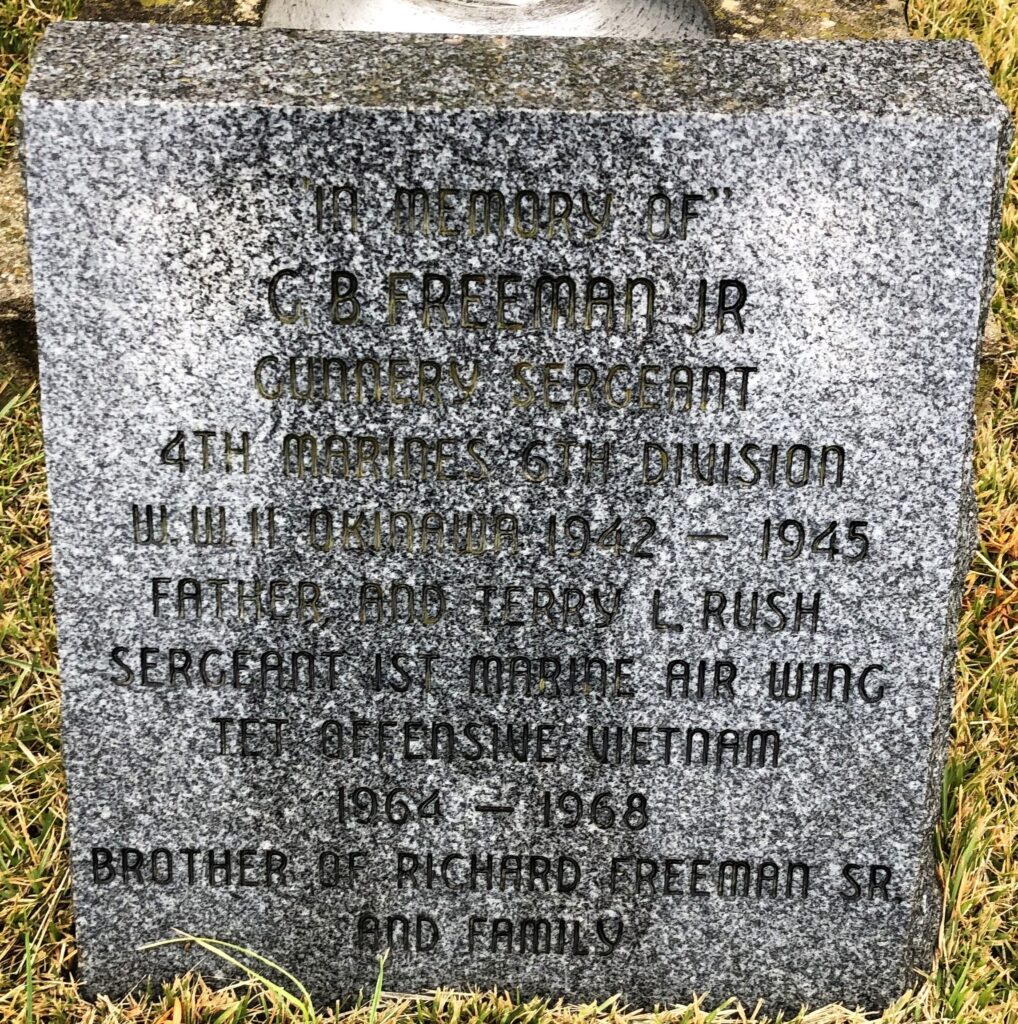 "IN MEMORY OF"
G B FREEMAN JR
GUNNERY SERGEANT
4TH MARINES 6TH DIVISION
W.W.II OKINAWA 1942 — 1945
FATHER, AND TERRY L. RUSH
SERGEANT 1ST MARINE AIR WING
TET OFFENSIVE VIETNAM
1964 — 1968
BROTHER OF RICHARD FREEMAN SR.
AND FAMILY